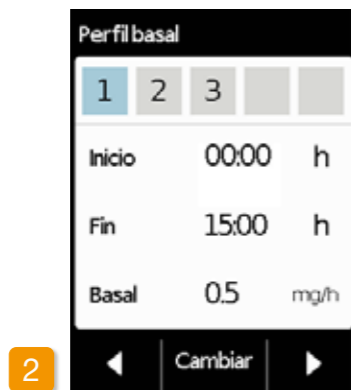 Perfil basal
1 2 3
Inicio 00:00 h
Fin 15:00 h
Basal 0.5 mg/h
Cambiar
2